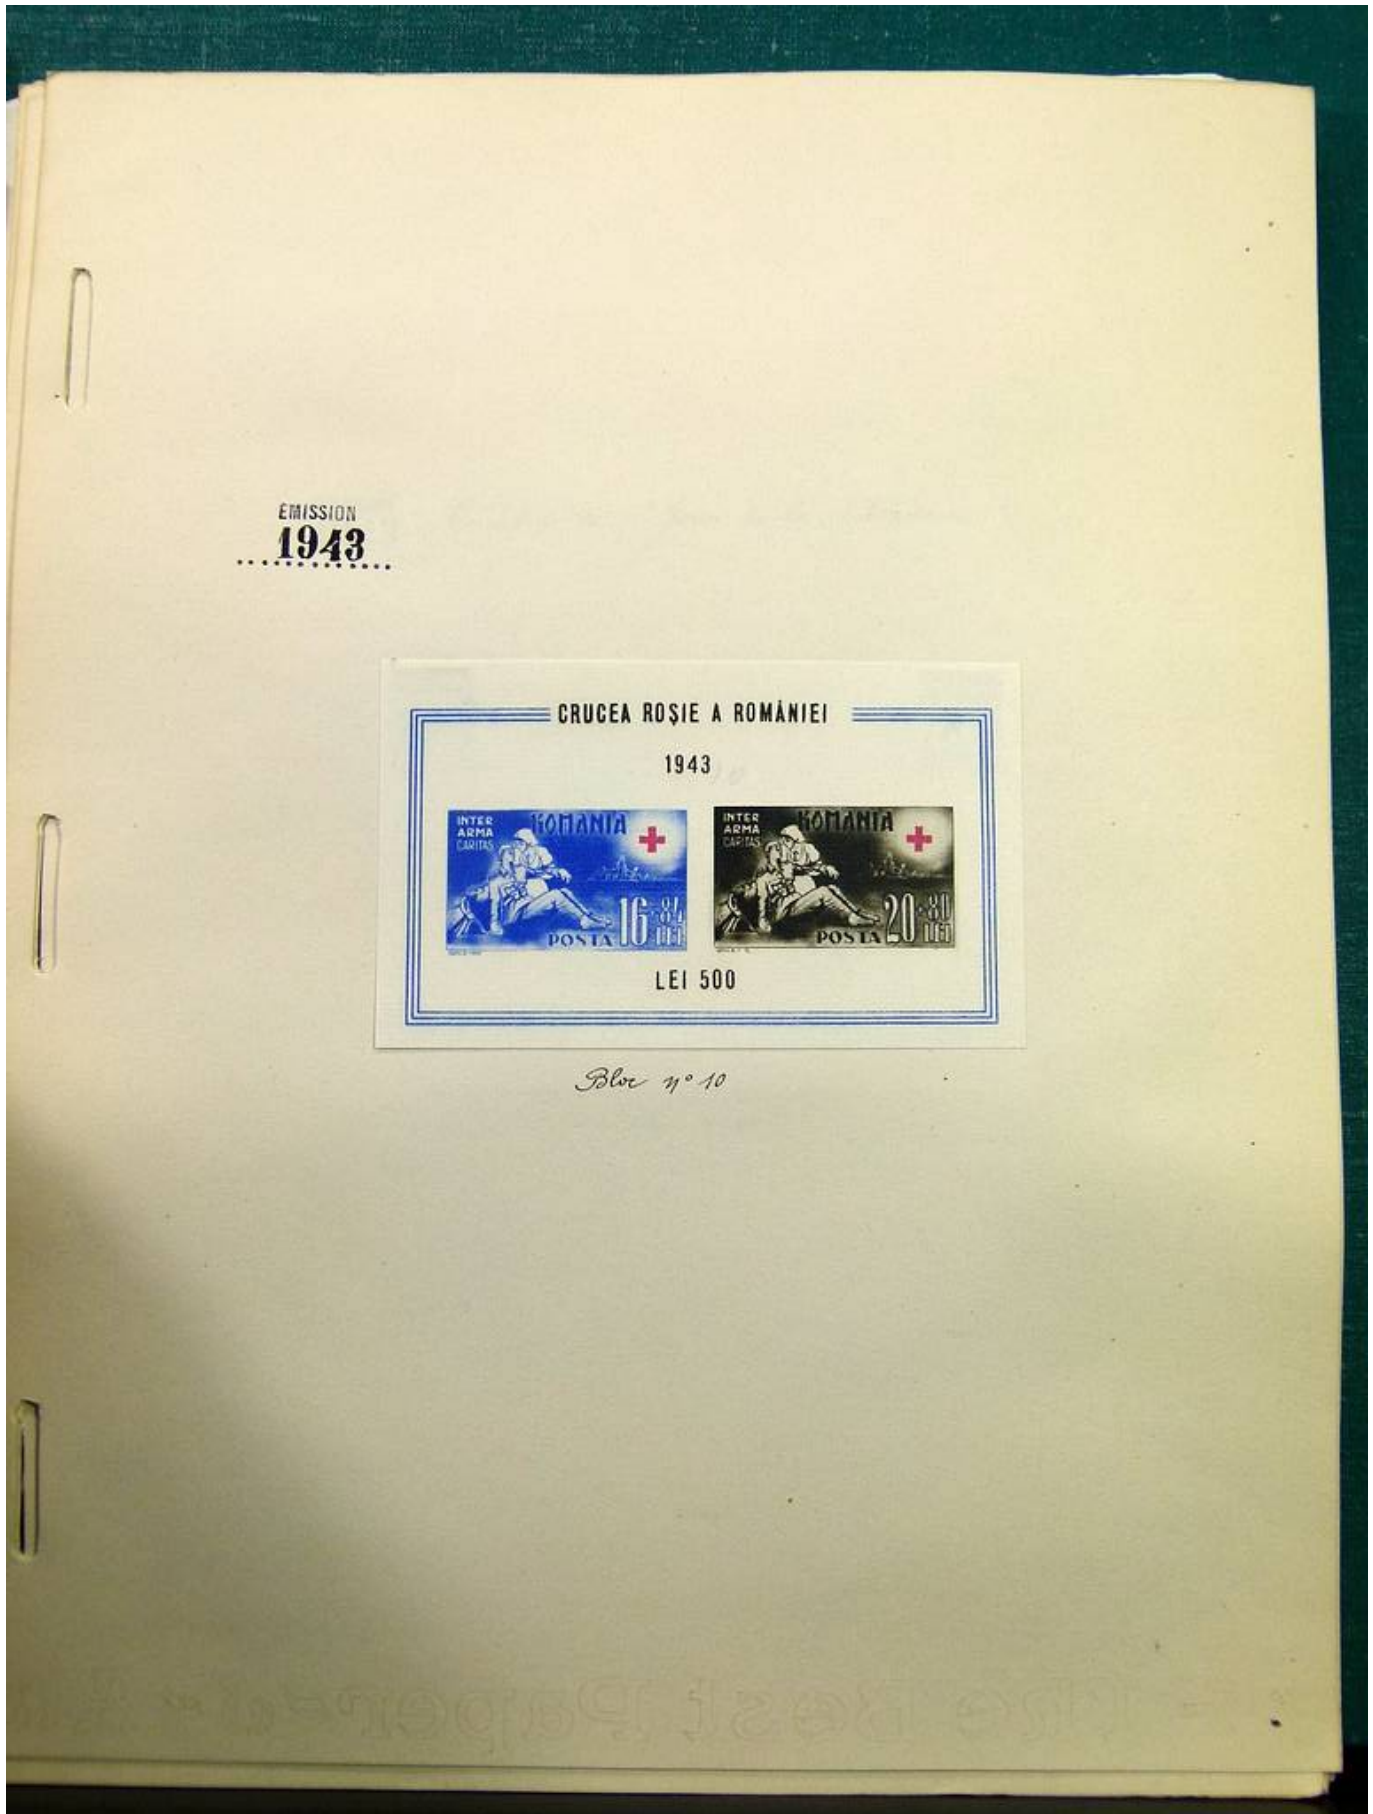 ÉMISSION
1943
CRUCEA ROȘIE A ROMÂNIEI
1943
INTER ROMANIA
ARMA
CARITAS
POSTA 16+84 LEI
INTER ROMANIA
ARMA
CARITAS
POSTA 20+80 LEI
LEI 500
Bloc nº 10